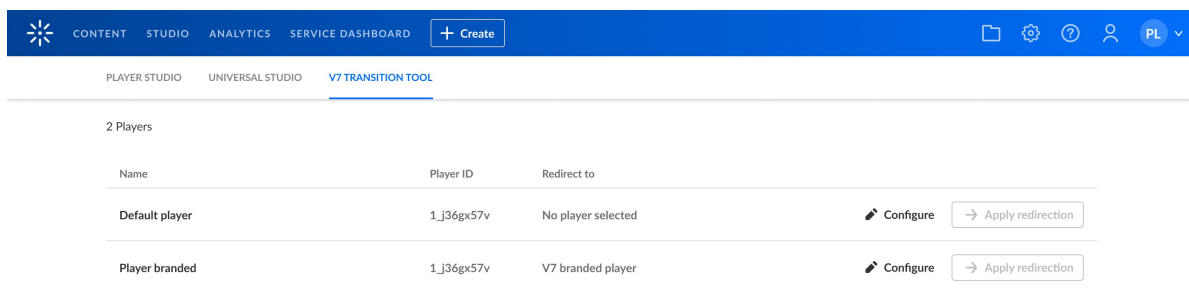 CONTENT STUDIO ANALYTICS SERVICE DASHBOARD + Create PL
PLAYER STUDIO UNIVERSAL STUDIO V7 TRANSITION TOOL
2 Players
Name Player ID Redirect to
Default player 1_j36gx57v No player selected Configure → Apply redirection
Player branded 1_j36gx57v V7 branded player Configure → Apply redirection